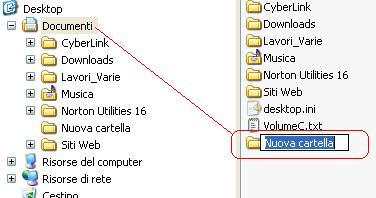 Desktop
Documenti
CyberLink
Downloads
Lavori_Varie
Musica
Norton Utilities 16
Nuova cartella
Siti Web
Risorse del computer
Risorse di rete
Cestino
CyberLink
Downloads
Lavori_Varie
Musica
Norton Utilities 16
Siti Web
desktop.ini
VolumeC.txt
Nuova cartella